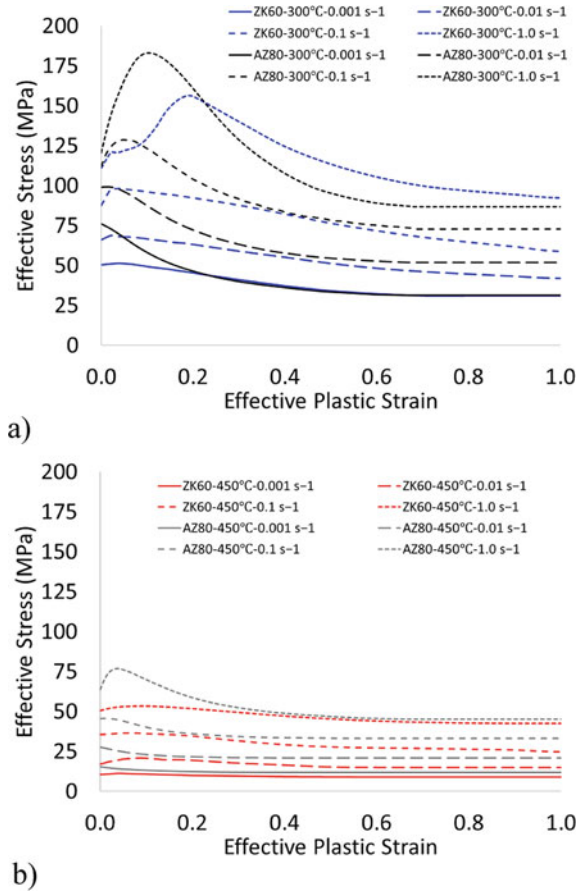 ZK60-300℃-0.001 s−1 ZK60-300℃-0.01 s−1
ZK60-300℃-0.1 s−1 ZK60-300℃-1.0 s−1
AZ80-300℃-0.001 s−1 AZ80-300℃-0.01 s−1
AZ80-300℃-0.1 s−1 AZ80-300℃-1.0 s−1
200
175
150
125
100
75
50
25
0
Effective Stress (MPa)
0.0 0.2 0.4 0.6 0.8 1.0
Effective Plastic Strain
a)
ZK60-450℃-0.001 s−1 ZK60-450℃-0.01 s−1
ZK60-450℃-0.1 s−1 ZK60-450℃-1.0 s−1
AZ80-450℃-0.001 s−1 AZ80-450℃-0.01 s−1
AZ80-450℃-0.1 s−1 AZ80-450℃-1.0 s−1
200
175
150
125
100
75
50
25
0
Effective Stress (MPa)
0.0 0.2 0.4 0.6 0.8 1.0
Effective Plastic Strain
b)